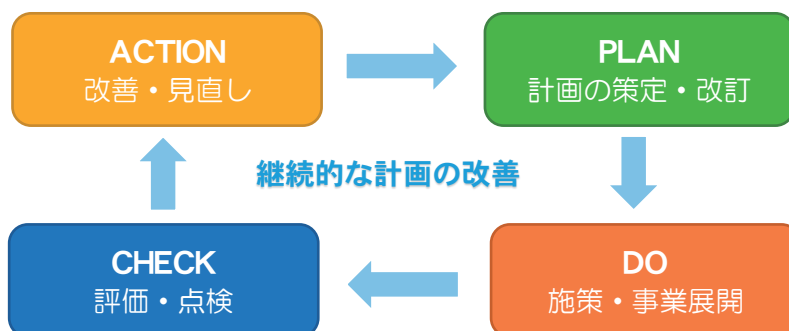 ACTION
改善・見直し
PLAN
計画の策定・改訂
継続的な計画の改善
CHECK
評価・点検
DO
施策・事業展開